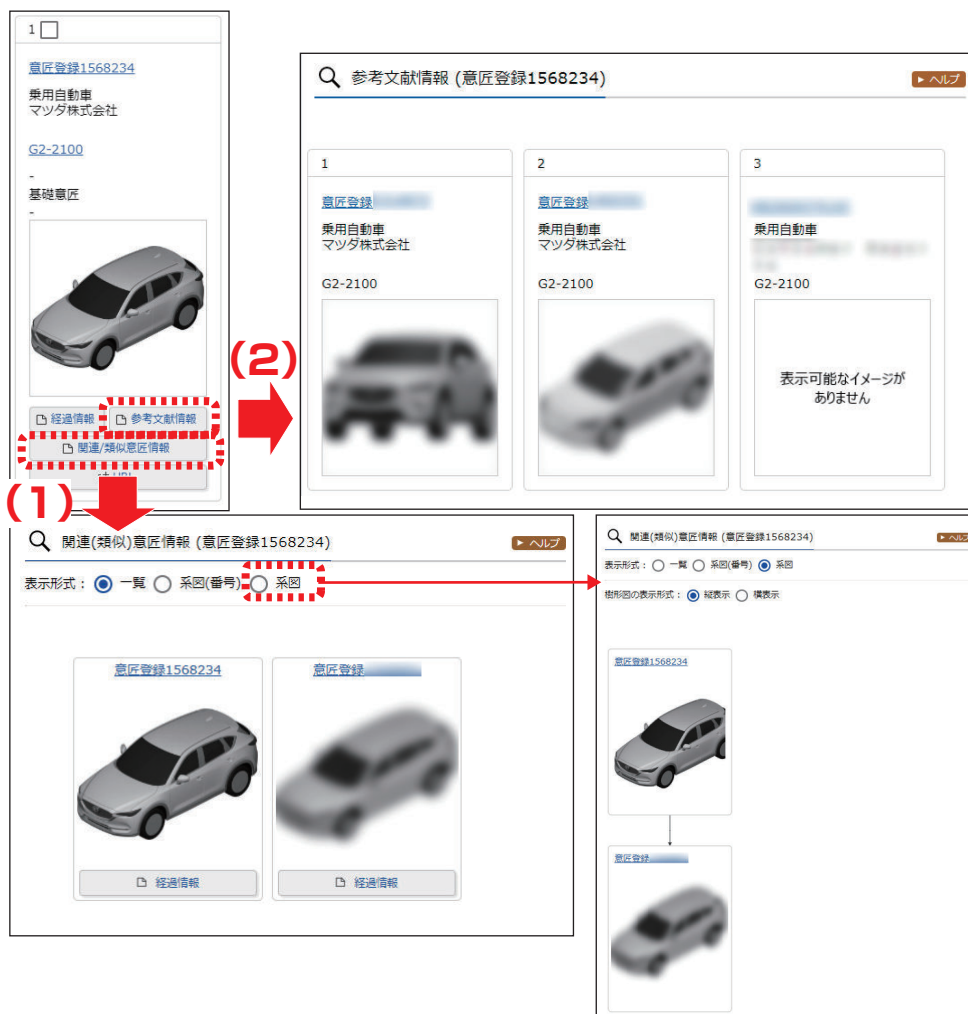 1
意匠登録1568234
乗用自動車
マツダ株式会社
G2-2100
-
基礎意匠
-
経過情報
参考文献情報
関連/類似意匠情報
(1)
(2)
参考文献情報 (意匠登録1568234)
ヘルプ
1
意匠登録
乗用自動車
マツダ株式会社
G2-2100
2
意匠登録
乗用自動車
マツダ株式会社
G2-2100
3
乗用自動車
G2-2100
表示可能なイメージが
ありません
関連(類似)意匠情報 (意匠登録1568234)
ヘルプ
表示形式： 一覧 系図(番号) 系図
意匠登録1568234
経過情報
意匠登録
経過情報
関連(類似)意匠情報 (意匠登録1568234)
ヘルプ
表示形式： 一覧 系図(番号) 系図
樹形図の表示形式： 縦表示 横表示
意匠登録1568234
意匠登録